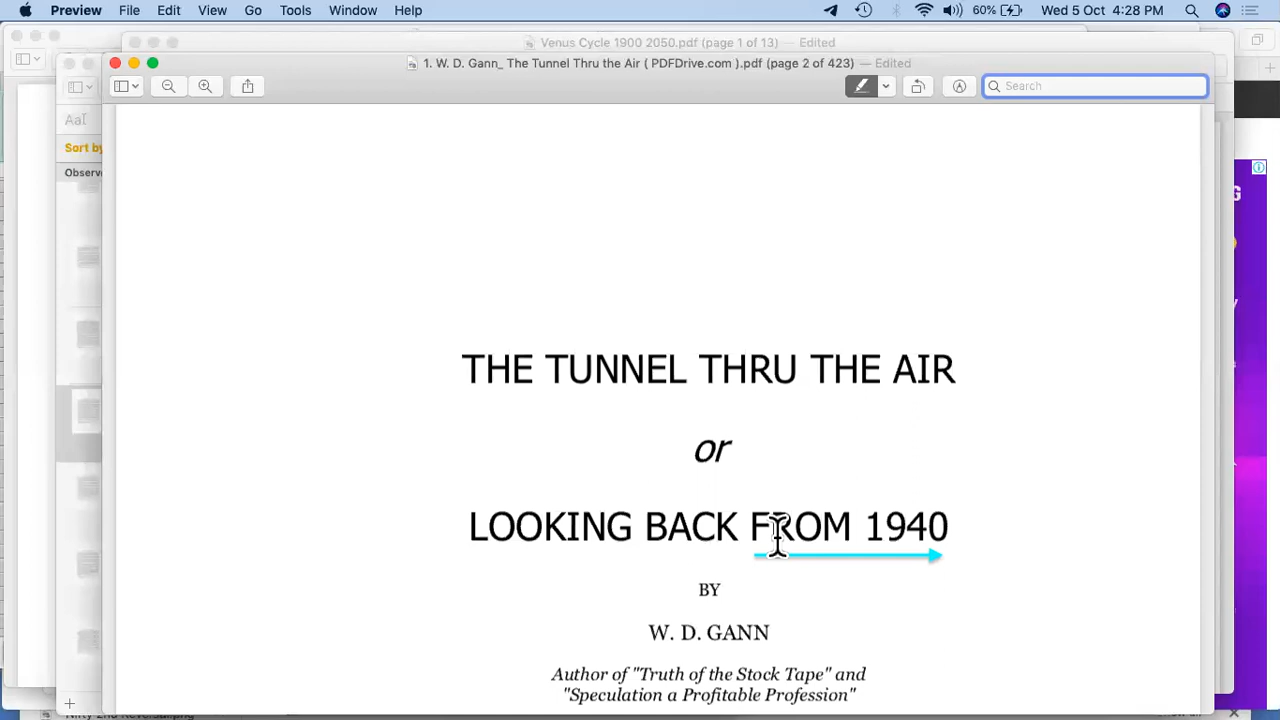 Preview File Edit View Go Tools Window Help 60% Wed 5 Oct 4:28 PM
Venus Cycle 1900 2050.pdf (page 1 of 13) — Edited
1. W. D. Gann_ The Tunnel Thru the Air ( PDFDrive.com ).pdf (page 2 of 423) — Edited
Search
Sort by
THE TUNNEL THRU THE AIR
or
LOOKING BACK FROM 1940
BY
W. D. GANN
Author of "Truth of the Stock Tape" and
"Speculation a Profitable Profession"